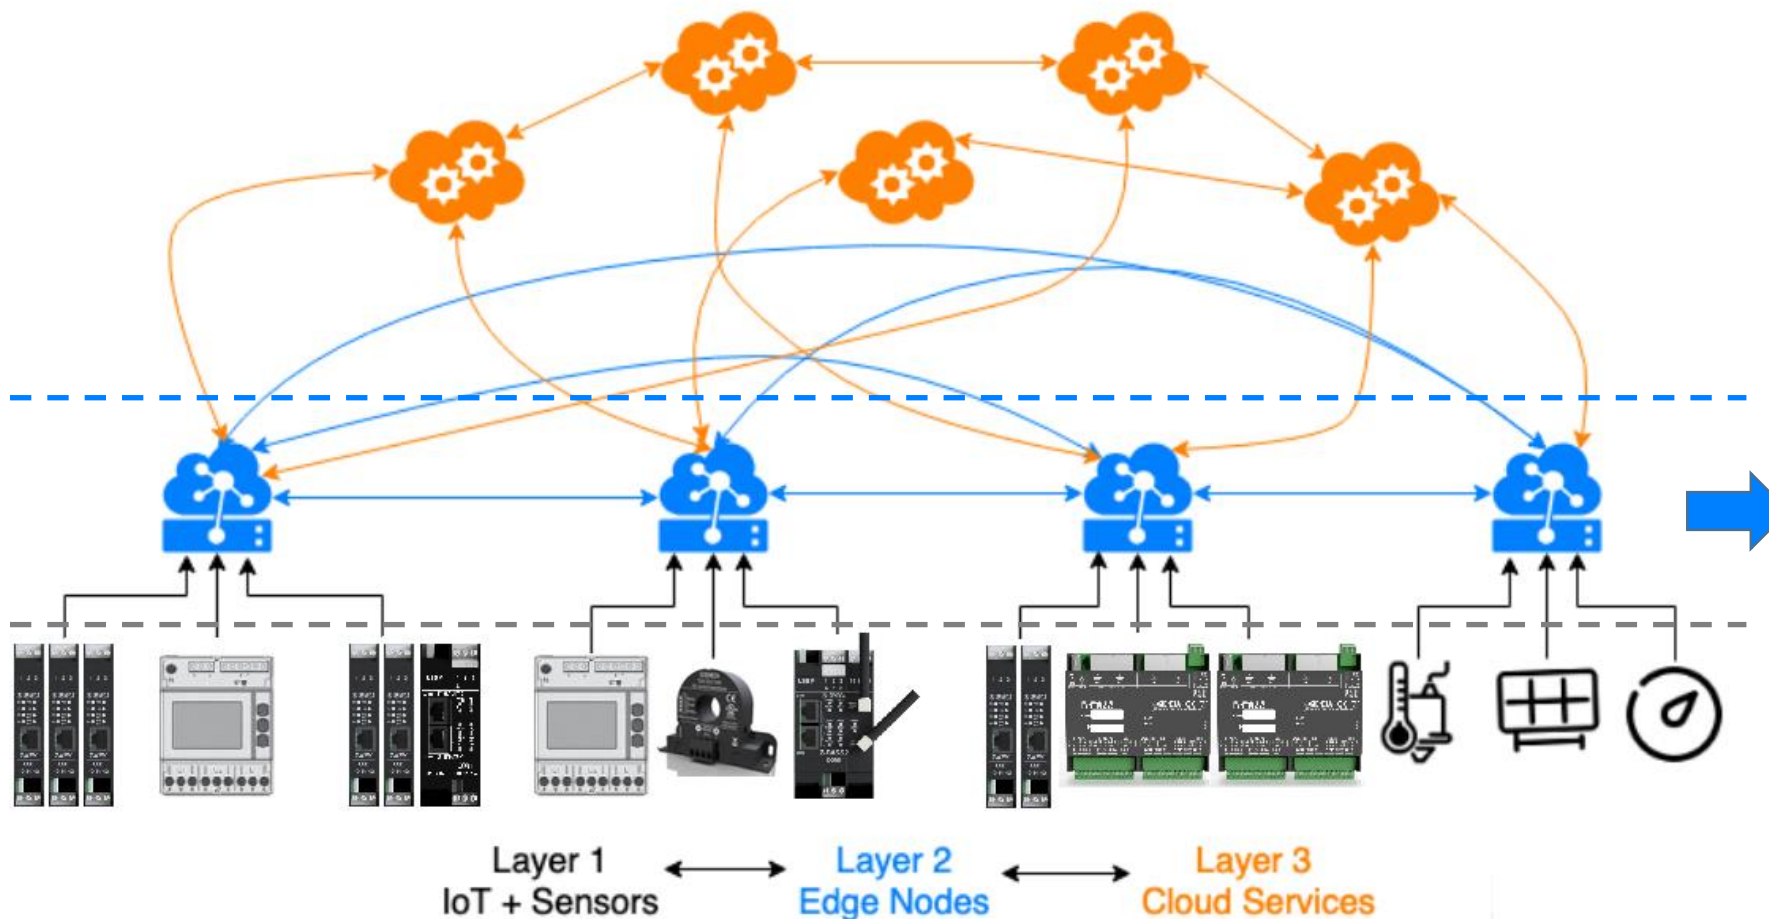 Layer 1
IoT + Sensors
Layer 2
Edge Nodes
Layer 3
Cloud Services